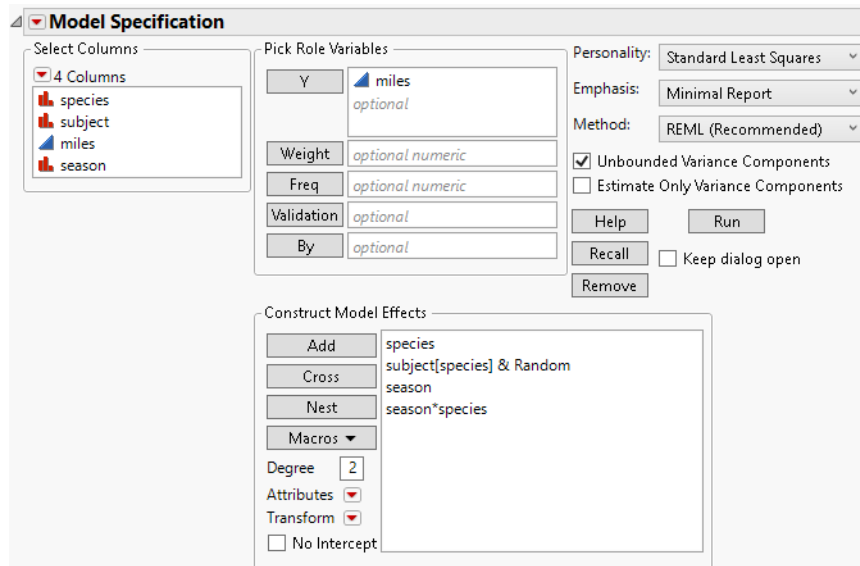 Model Specification
Select Columns
4 Columns
species
subject
miles
season
Pick Role Variables
Y
miles
optional
Weight
optional numeric
Freq
optional numeric
Validation
optional
By
optional
Personality:
Standard Least Squares
Emphasis:
Minimal Report
Method:
REML (Recommended)
Unbounded Variance Components
Estimate Only Variance Components
Help
Run
Recall
Keep dialog open
Remove
Construct Model Effects
Add
Cross
Nest
Macros
Degree
2
Attributes
Transform
No Intercept
species
subject[species] & Random
season
season*species